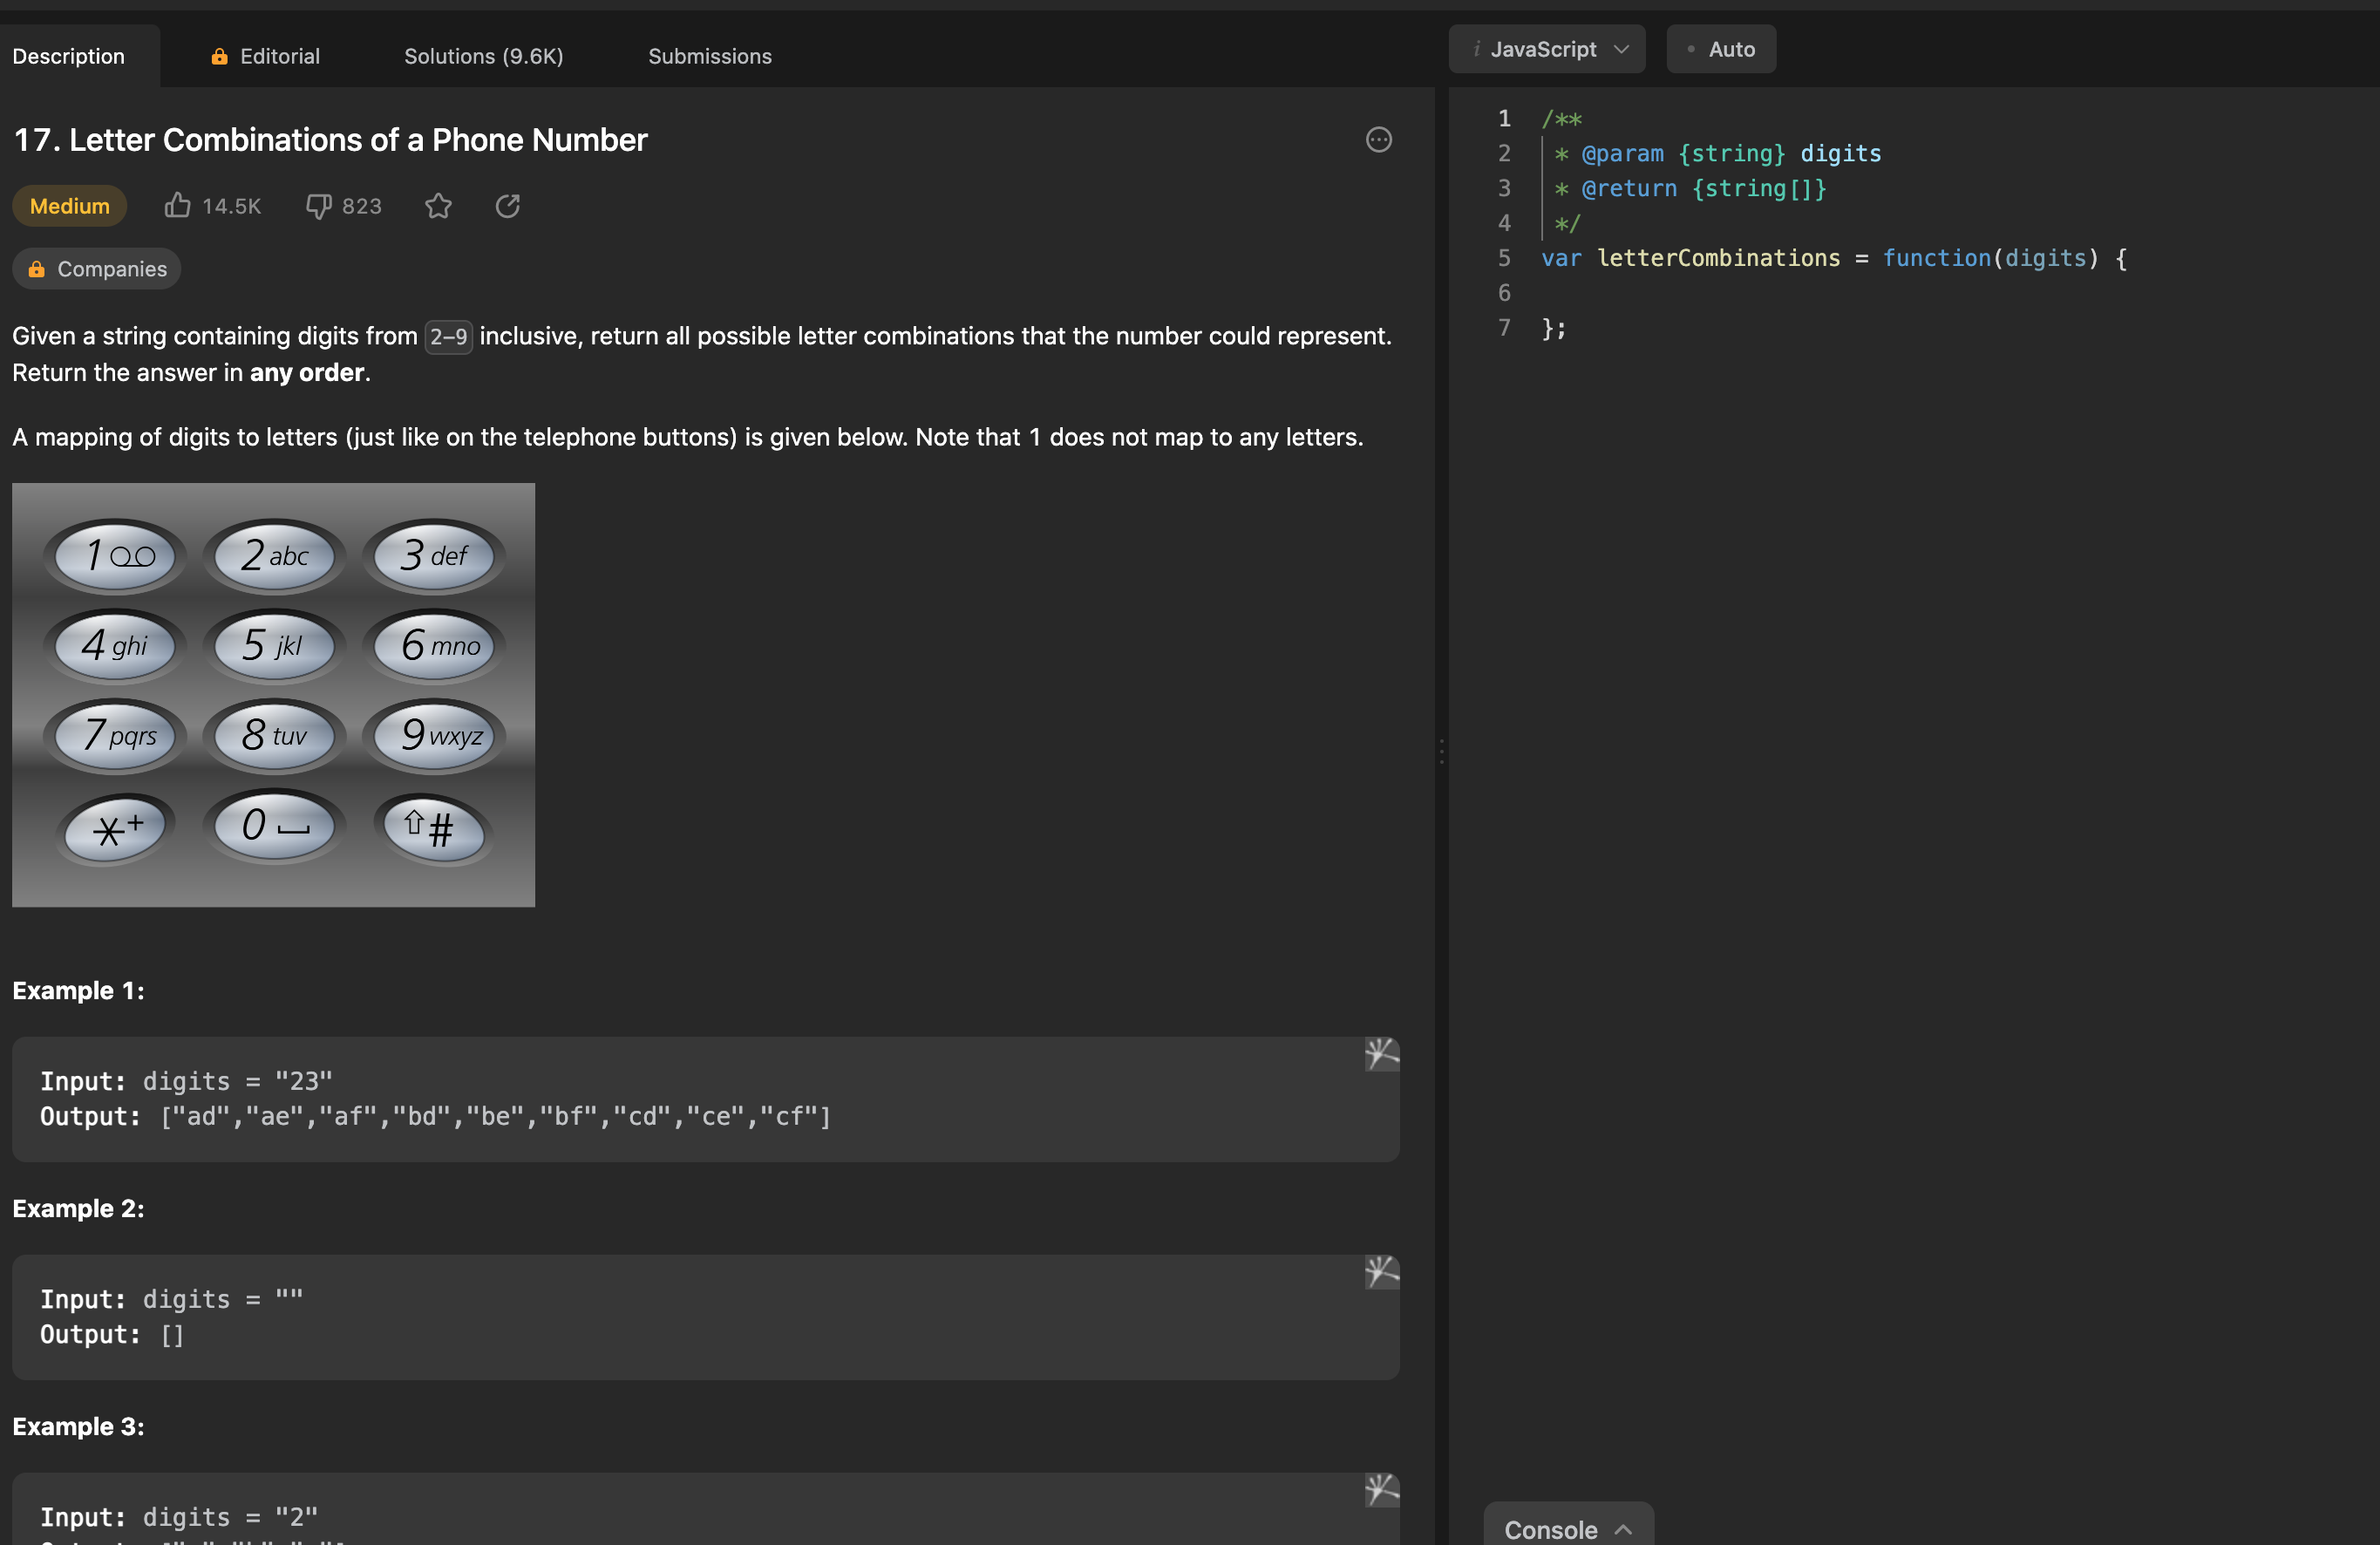 Description
Editorial
Solutions (9.6K)
Submissions
17. Letter Combinations of a Phone Number
Medium
14.5K
823
Companies
Given a string containing digits from 2-9 inclusive, return all possible letter combinations that the number could represent.
Return the answer in any order.
A mapping of digits to letters (just like on the telephone buttons) is given below. Note that 1 does not map to any letters.
1
2 abc
3 def
4 ghi
5 jkl
6 mno
7 pqrs
8 tuv
9 wxyz
*+
0
⇧#
Example 1:
Input: digits = "23"
Output: ["ad","ae","af","bd","be","bf","cd","ce","cf"]
Example 2:
Input: digits = ""
Output: []
Example 3:
Input: digits = "2"
i JavaScript
Auto
1 /**
2 * @param {string} digits
3 * @return {string[]}
4 */
5 var letterCombinations = function(digits) {
6
7 };
Console